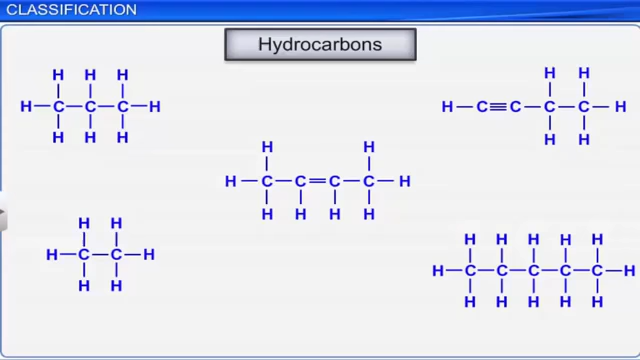 CLASSIFICATION
Hydrocarbons
H H H
H — C — C — C — H
H H H
H H
H — C ≡ C — C — C — H
H H
H H
H — C — C = C — C — H
H H H H
H H
H — C — C — H
H H
H H H H H
H — C — C — C — C — C — H
H H H H H